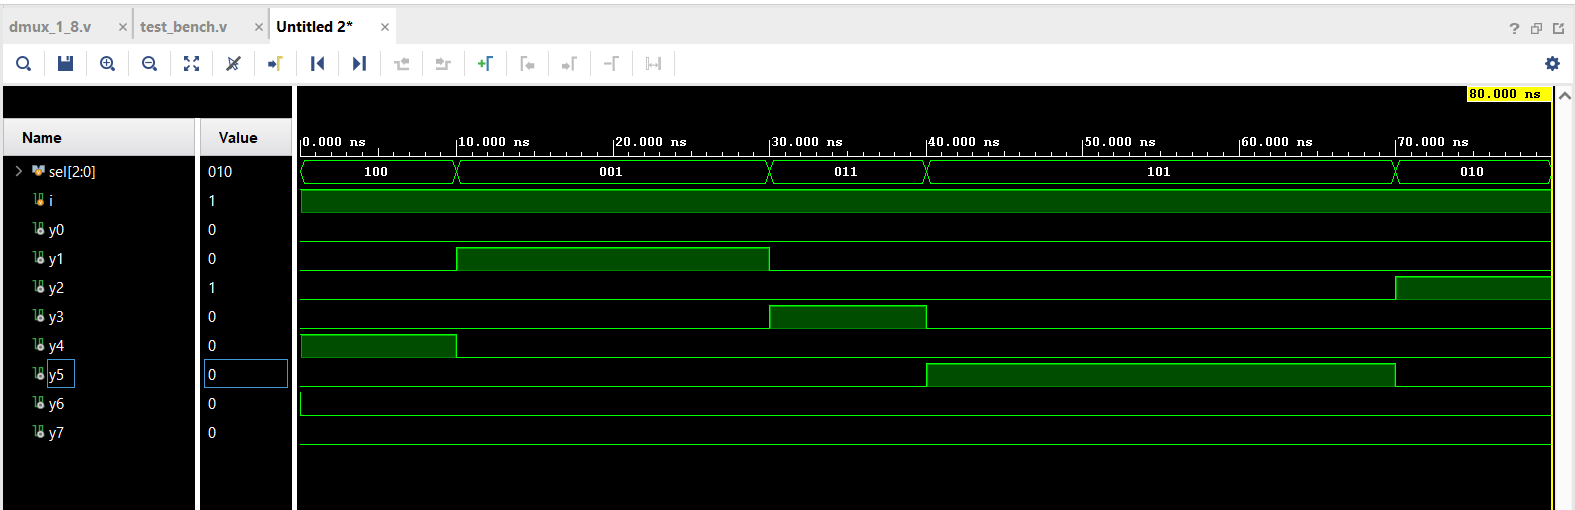 dmux_1_8.v × test_bench.v × Untitled 2* ×
?
80.000 ns
Name Value
0.000 ns 10.000 ns 20.000 ns 30.000 ns 40.000 ns 50.000 ns 60.000 ns 70.000 ns
sel[2:0] 010 100 001 011 101 010
i 1
y0 0
y1 0
y2 1
y3 0
y4 0
y5 0
y6 0
y7 0